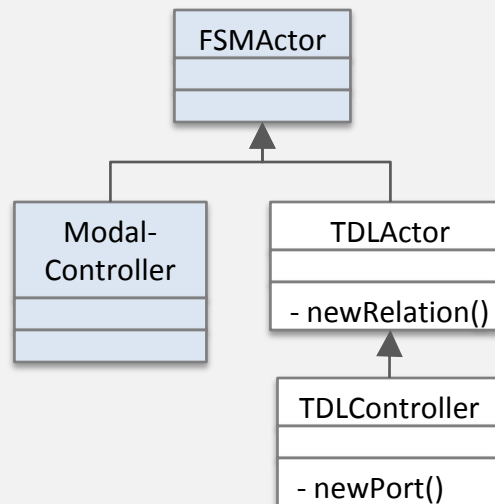 FSMActor
Modal-
Controller
TDLActor
- newRelation()
TDLController
- newPort()